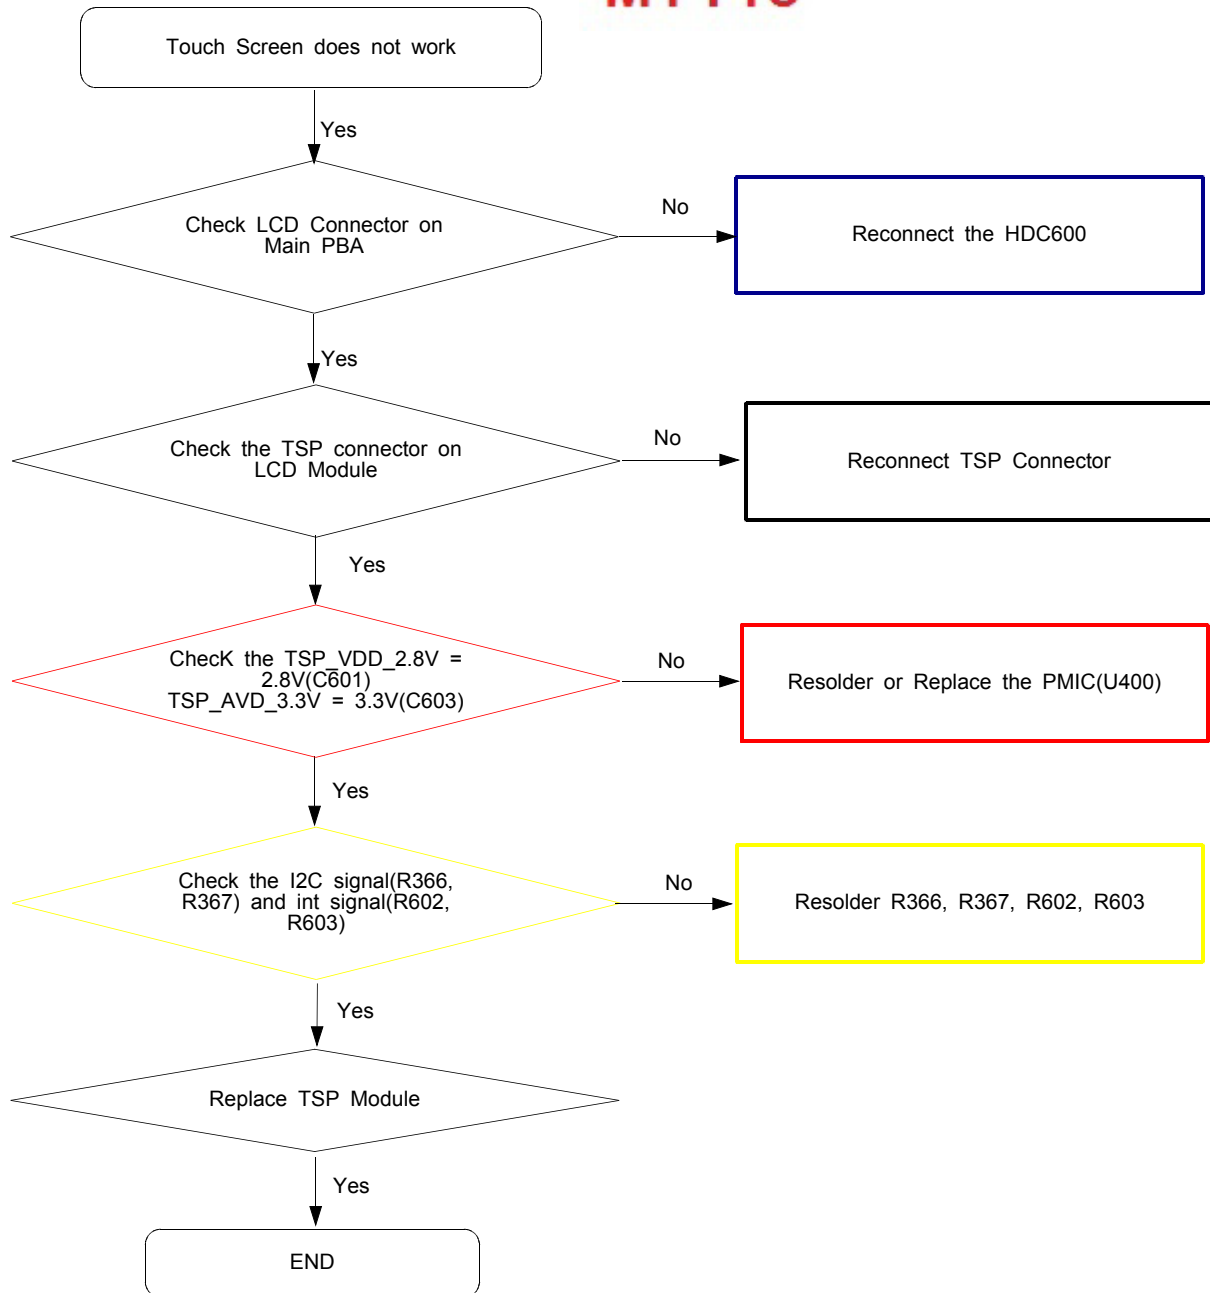 Touch Screen does not work
Yes
Check LCD Connector on
Main PBA
No
Reconnect the HDC600
Yes
Check the TSP connector on
LCD Module
No
Reconnect TSP Connector
Yes
ChecK the TSP_VDD_2.8V =
2.8V(C601)
TSP_AVD_3.3V = 3.3V(C603)
No
Resolder or Replace the PMIC(U400)
Yes
Check the I2C signal(R366,
R367) and int signal(R602,
R603)
No
Resolder R366, R367, R602, R603
Yes
Replace TSP Module
Yes
END